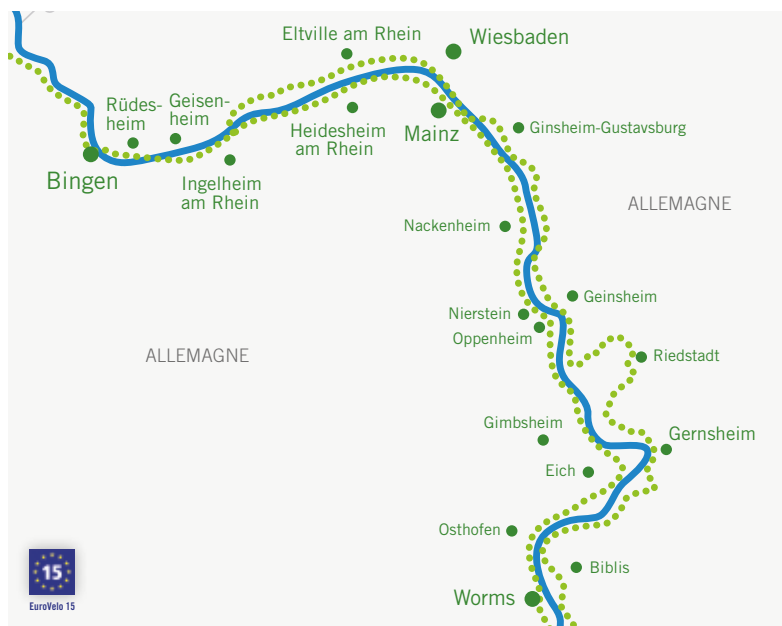 Eltville am Rhein
Wiesbaden
Rüdes-
heim
Geisen-
heim
Heidesheim
am Rhein
Mainz
Ginsheim-Gustavsburg
Bingen
Ingelheim
am Rhein
ALLEMAGNE
Nackenheim
Geinsheim
Nierstein
Oppenheim
ALLEMAGNE
Riedstadt
Gimbsheim
Gernsheim
Eich
Osthofen
Biblis
Worms
15
EuroVelo 15